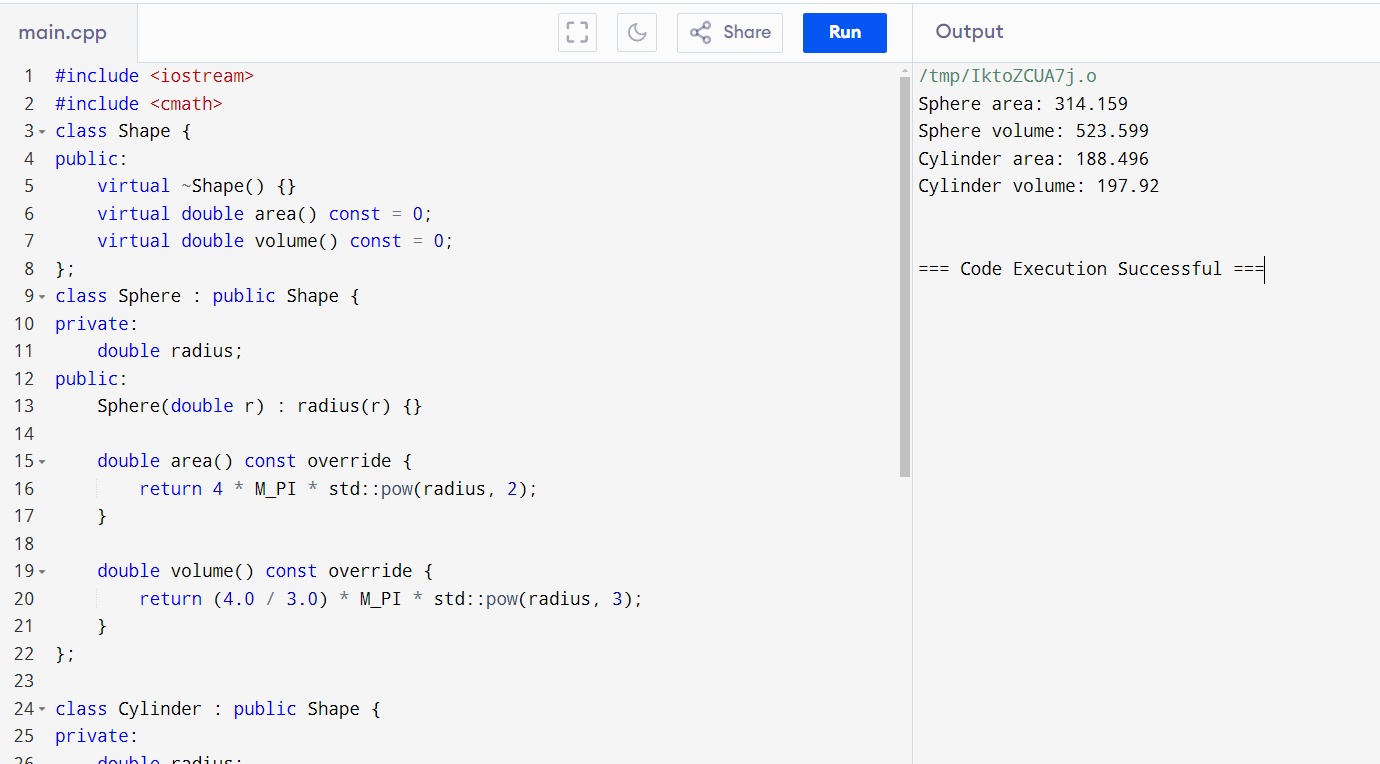 main.cpp
Share
Run
Output
1 #include <iostream>
2 #include <cmath>
3 class Shape {
4 public:
5     virtual ~Shape() {}
6     virtual double area() const = 0;
7     virtual double volume() const = 0;
8 };
9 class Sphere : public Shape {
10 private:
11     double radius;
12 public:
13     Sphere(double r) : radius(r) {}
14
15     double area() const override {
16         return 4 * M_PI * std::pow(radius, 2);
17     }
18
19     double volume() const override {
20         return (4.0 / 3.0) * M_PI * std::pow(radius, 3);
21     }
22 };
23
24 class Cylinder : public Shape {
25 private:
26     double radius;
/tmp/IktoZCUA7j.o
Sphere area: 314.159
Sphere volume: 523.599
Cylinder area: 188.496
Cylinder volume: 197.92
=== Code Execution Successful ===